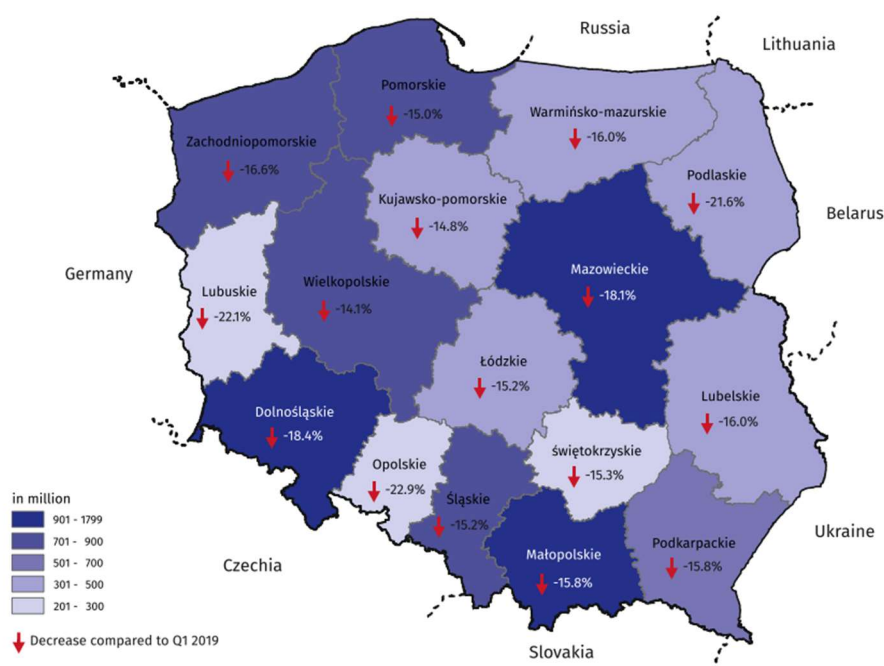 Russia
Lithuania
Pomorskie
-15.0%
Warmińsko-mazurskie
-16.0%
Zachodniopomorskie
-16.6%
Podlaskie
-21.6%
Kujawsko-pomorskie
-14.8%
Belarus
Germany
Mazowieckie
-18.1%
Wielkopolskie
-14.1%
Lubuskie
-22.1%
Łódzkie
-15.2%
Lubelskie
-16.0%
Dolnośląskie
-18.4%
świętokrzyskie
-15.3%
Opolskie
-22.9%
Śląskie
-15.2%
Ukraine
Podkarpackie
-15.8%
Małopolskie
-15.8%
Czechia
Slovakia
in million
901 - 1799
701 - 900
501 - 700
301 - 500
201 - 300
Decrease compared to Q1 2019